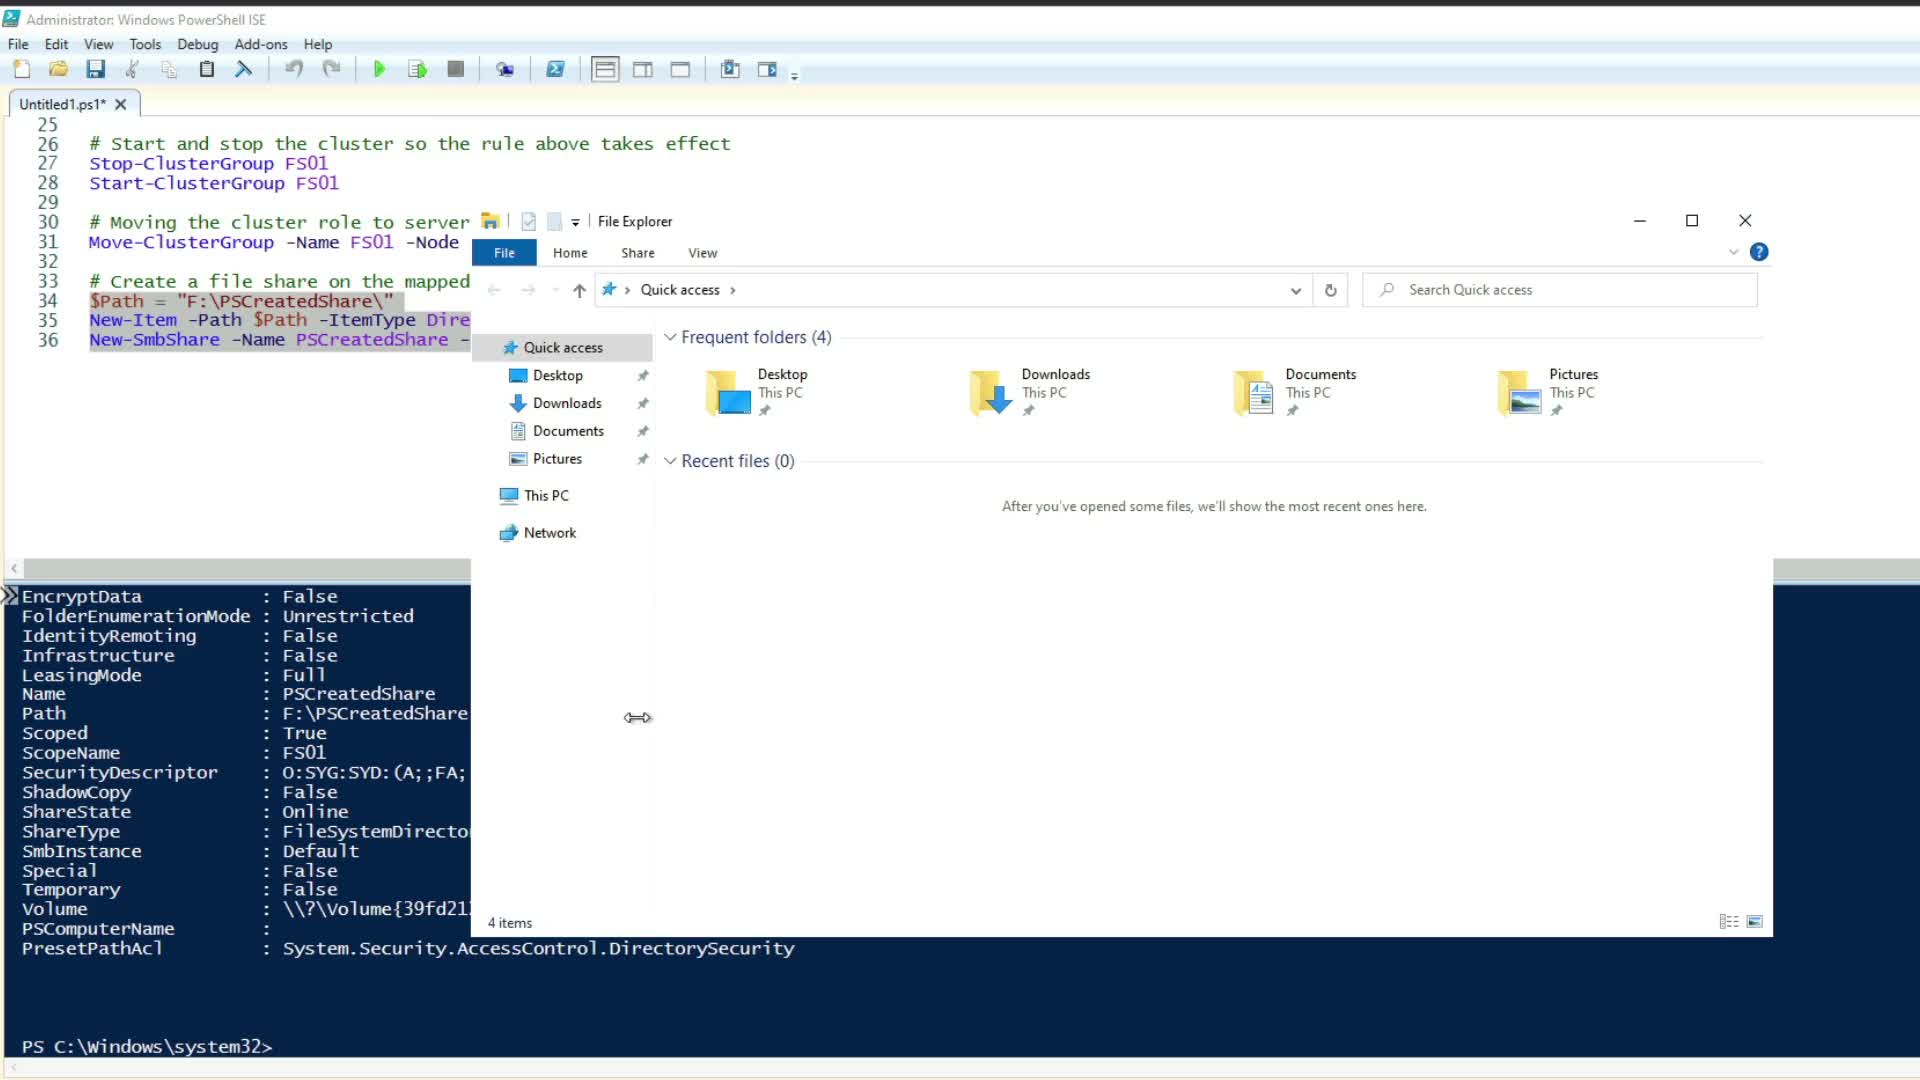 Administrator: Windows PowerShell ISE
File Edit View Tools Debug Add-ons Help
Untitled1.ps1* X
25
26 # Start and stop the cluster so the rule above takes effect
27 Stop-ClusterGroup FS01
28 Start-ClusterGroup FS01
29
30 # Moving the cluster role to server
31 Move-ClusterGroup -Name FS01 -Node
32
33 # Create a file share on the mapped
34 $Path = "F:\PSCreatedShare\"
35 New-Item -Path $Path -ItemType Dire
36 New-SmbShare -Name PSCreatedShare -
File Explorer
File Home Share View
Quick access
Search Quick access
Quick access
Desktop
Downloads
Documents
Pictures
This PC
Network
Frequent folders (4)
Desktop
This PC
Downloads
This PC
Documents
This PC
Pictures
This PC
Recent files (0)
After you've opened some files, we'll show the most recent ones here.
4 items
EncryptData : False
FolderEnumerationMode : Unrestricted
IdentityRemoting : False
Infrastructure : False
LeasingMode : Full
Name : PSCreatedShare
Path : F:\PSCreatedShare
Scoped : True
ScopeName : FS01
SecurityDescriptor : O:SYG:SYD:(A;;FA;
ShadowCopy : False
ShareState : Online
ShareType : FileSystemDirecto
SmbInstance : Default
Special : False
Temporary : False
Volume : \\?\Volume{39fd21
PSComputerName :
PresetPathAcl : System.Security.AccessControl.DirectorySecurity
PS C:\Windows\system32>